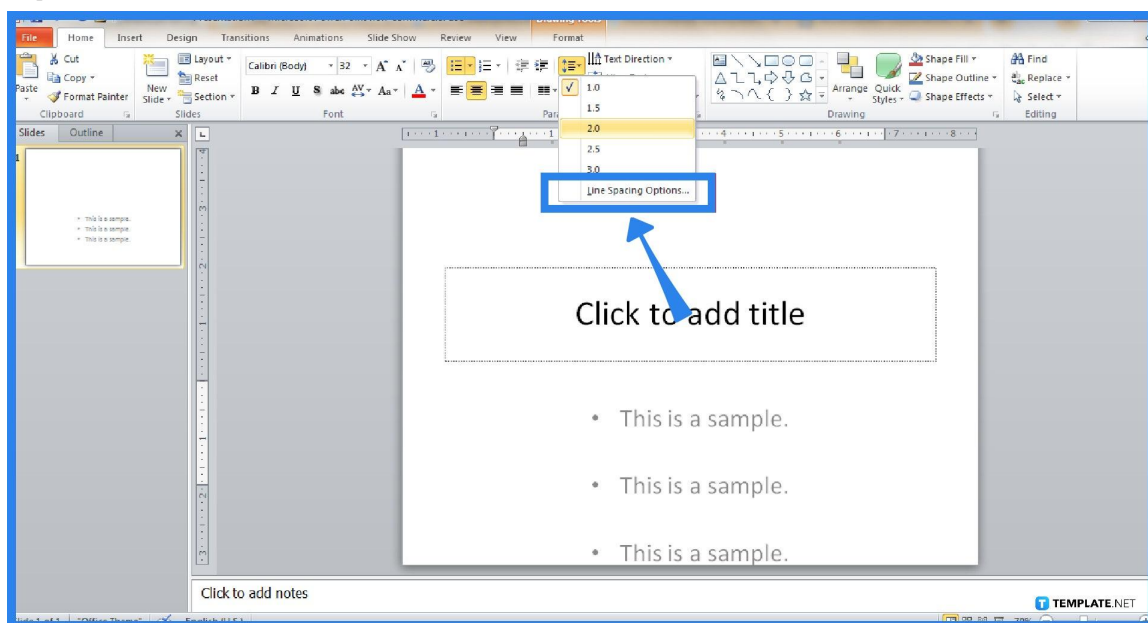 File Home Insert Design Transitions Animations Slide Show Review View Format
Cut
Copy
Format Painter
Paste
Clipboard
New Slide
Layout
Reset
Section
Slides
Calibri (Body) 32 A A
B I U S abc AV Aa A
Font
Text Direction
Arrange
Quick Styles
Shape Fill
Shape Outline
Shape Effects
Drawing
Find
Replace
Select
Editing
1.0
1.5
2.0
2.5
3.0
Line Spacing Options...
Slides Outline X
1
This is a sample.
This is a sample.
This is a sample.
Click to add title
• This is a sample.
• This is a sample.
• This is a sample.
Click to add notes
T TEMPLATE.NET